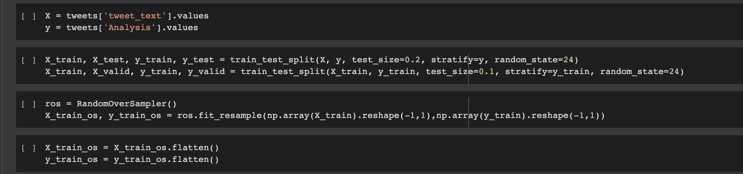 [ ] X = tweets['tweet_text'].values
y = tweets['Analysis'].values
[ ] X_train, X_test, y_train, y_test = train_test_split(X, y, test_size=0.2, stratify=y, random_state=24)
X_train, X_valid, y_train, y_valid = train_test_split(X_train, y_train, test_size=0.1, stratify=y_train, random_state=24)
[ ] ros = RandomOverSampler()
X_train_os, y_train_os = ros.fit_resample(np.array(X_train).reshape(-1,1),np.array(y_train).reshape(-1,1))
[ ] X_train_os = X_train_os.flatten()
y_train_os = y_train_os.flatten()